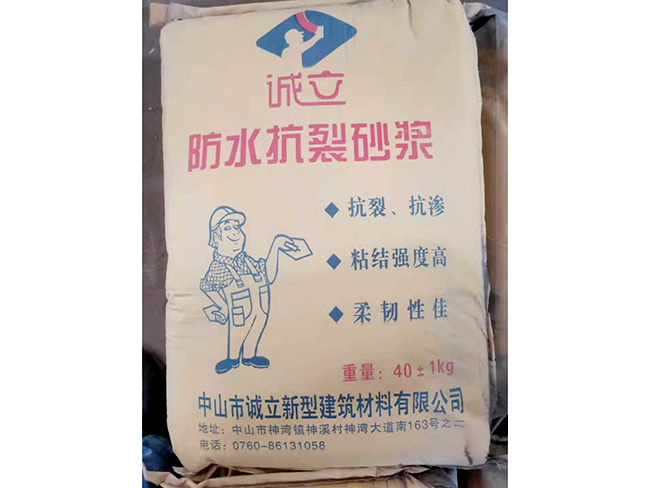 诚立
防水抗裂砂浆
◆ 抗裂、抗渗
◆ 粘结强度高
◆ 柔韧性佳
重量：40±1kg
中山市诚立新型建筑材料有限公司
地址：中山市神湾镇神溪村神湾大道南163号之二
电话：0760-86131058